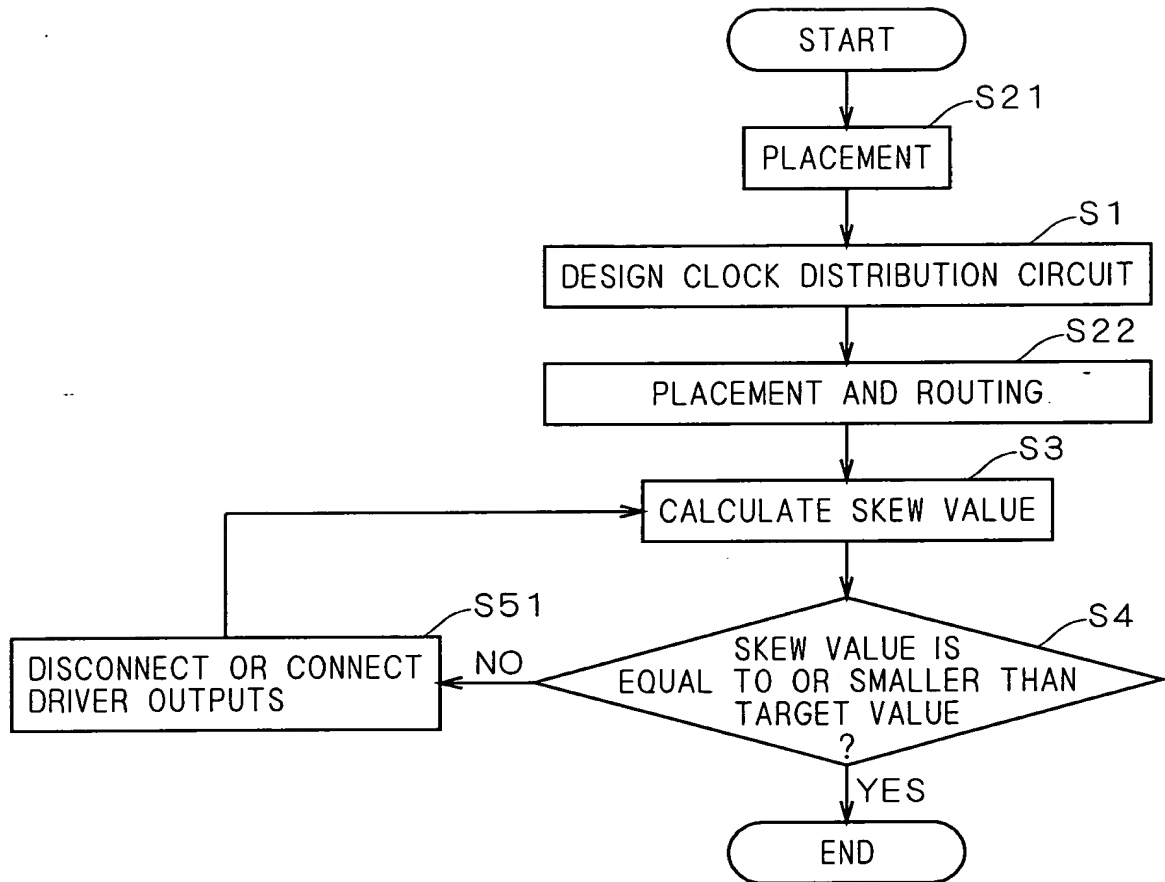 START
S21
PLACEMENT
S1
DESIGN CLOCK DISTRIBUTION CIRCUIT
S22
PLACEMENT AND ROUTING
S3
CALCULATE SKEW VALUE
S51
DISCONNECT OR CONNECT
DRIVER OUTPUTS
NO
S4
SKEW VALUE IS
EQUAL TO OR SMALLER THAN
TARGET VALUE
?
YES
END